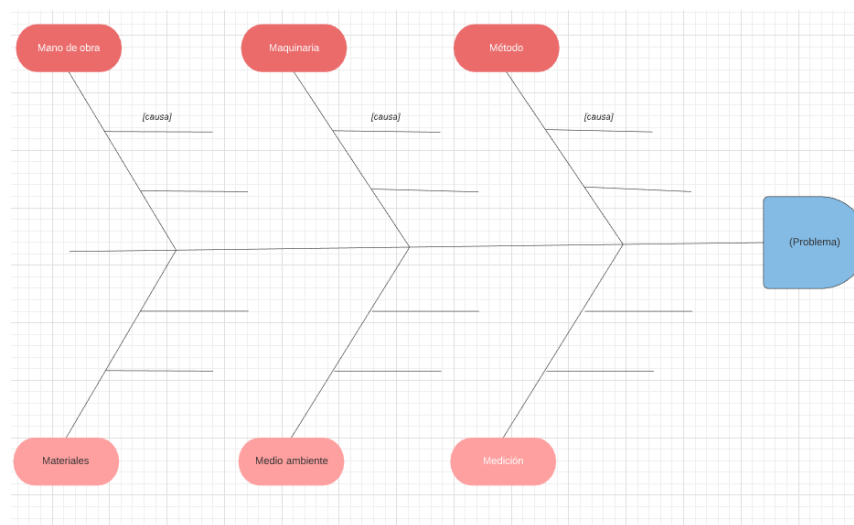 Mano de obra
Maquinaria
Método
[causa]
[causa]
[causa]
(Problema)
Materiales
Medio ambiente
Medición